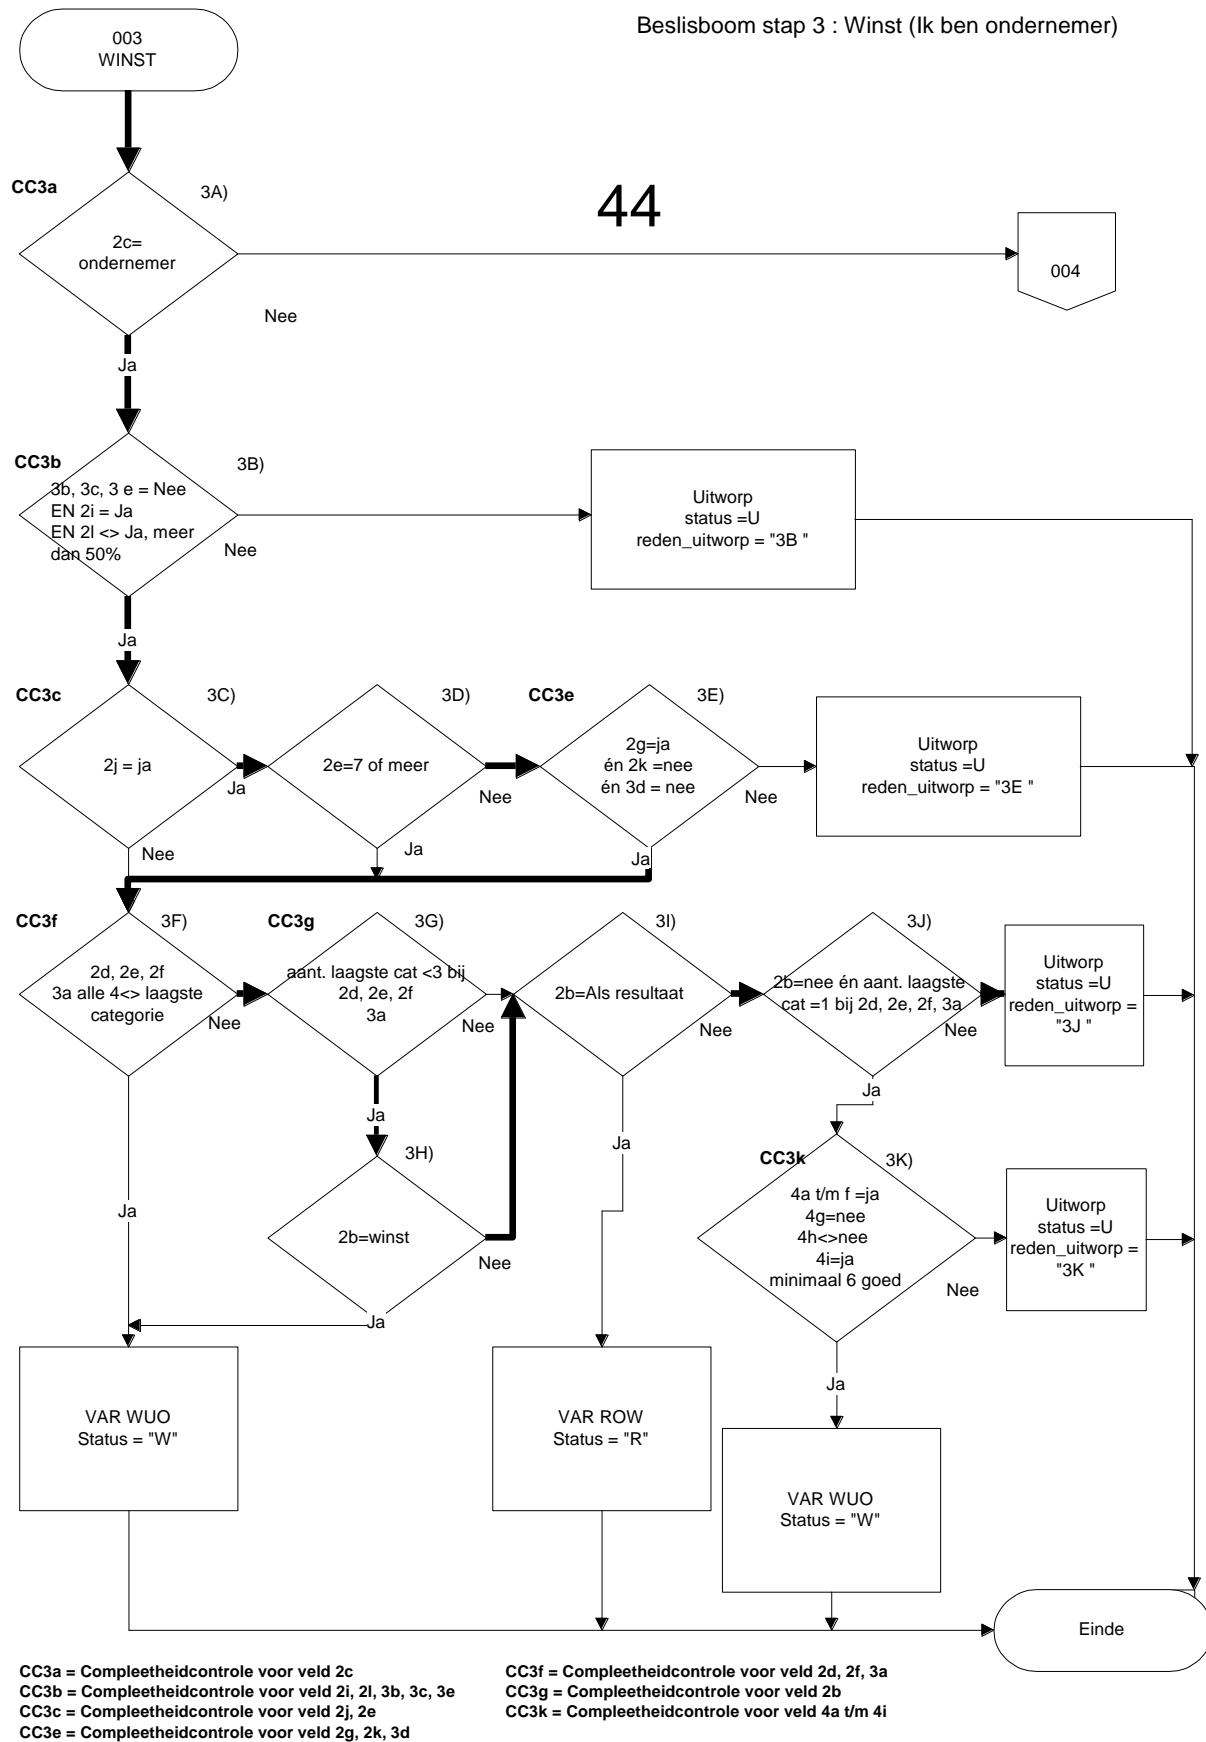 Beslisboom stap 3 : Winst (Ik ben ondernemer)
003
WINST
CC3a
3A)
44
2c=
ondernemer
004
Nee
Ja
CC3b
3B)
3b, 3c, 3 e = Nee
EN 2i = Ja
EN 2l <> Ja, meer
dan 50%
Nee
Uitworp
status =U
reden_uitworp = "3B "
Ja
CC3c
3C)
2j = ja
Ja
Nee
3D)
2e=7 of meer
Nee
Ja
CC3e
3E)
2g=ja
én 2k =nee
én 3d = nee
Nee
Ja
Uitworp
status =U
reden_uitworp = "3E "
CC3f
3F)
2d, 2e, 2f
3a alle 4<> laagste
categorie
Nee
Ja
CC3g
3G)
aant. laagste cat <3 bij
2d, 2e, 2f
3a
Nee
Ja
3I)
2b=Als resultaat
Nee
Ja
3J)
2b=nee én aant. laagste
cat =1 bij 2d, 2e, 2f, 3a
Nee
Ja
Uitworp
status =U
reden_uitworp =
"3J "
3H)
2b=winst
Nee
Ja
CC3k
3K)
4a t/m f =ja
4g=nee
4h<>nee
4i=ja
minimaal 6 goed
Nee
Ja
Uitworp
status =U
reden_uitworp =
"3K "
VAR WUO
Status = "W"
VAR ROW
Status = "R"
VAR WUO
Status = "W"
Einde
CC3a = Compleetheidcontrole voor veld 2c
CC3b = Compleetheidcontrole voor veld 2i, 2l, 3b, 3c, 3e
CC3c = Compleetheidcontrole voor veld 2j, 2e
CC3e = Compleetheidcontrole voor veld 2g, 2k, 3d
CC3f = Compleetheidcontrole voor veld 2d, 2f, 3a
CC3g = Compleetheidcontrole voor veld 2b
CC3k = Compleetheidcontrole voor veld 4a t/m 4i